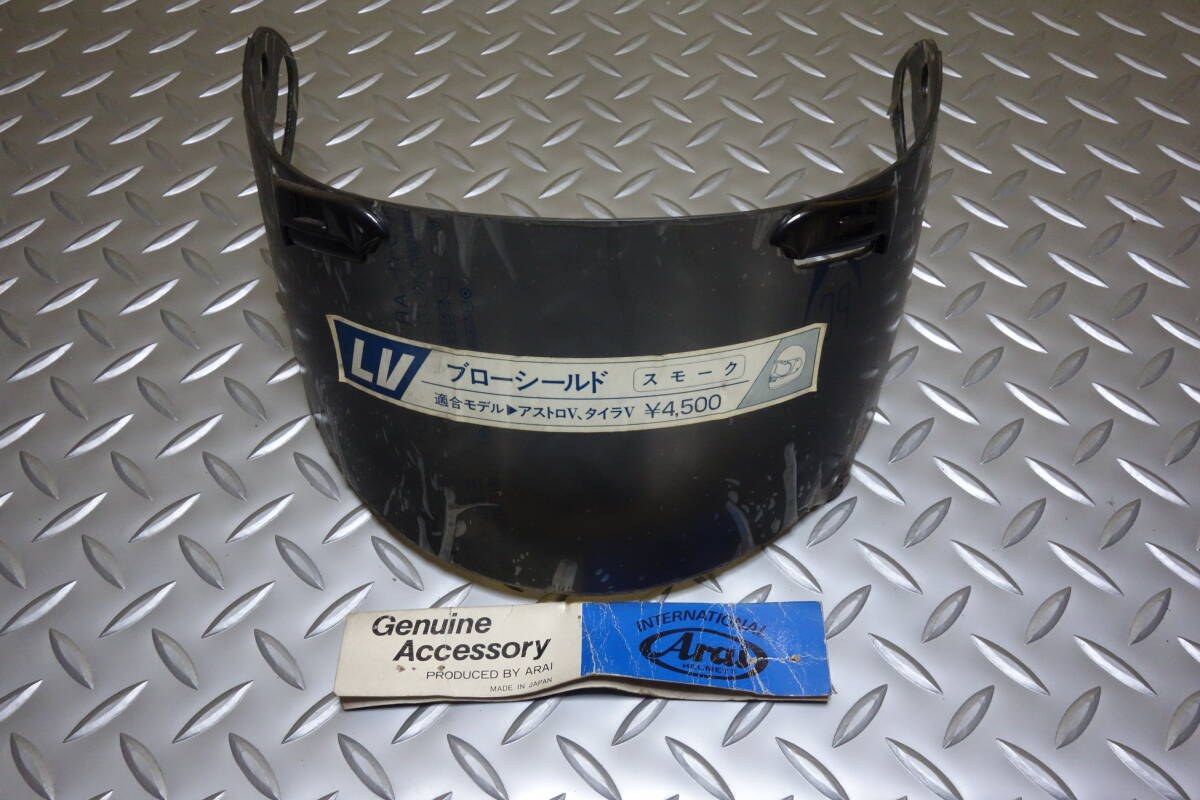 LV
ブローシールド
スモーク
適合モデル▶アストロV、タイラV ¥4,500
Genuine
Accessory
PRODUCED BY ARAI
MADE IN JAPAN
INTERNATIONAL
Arai
HELMET